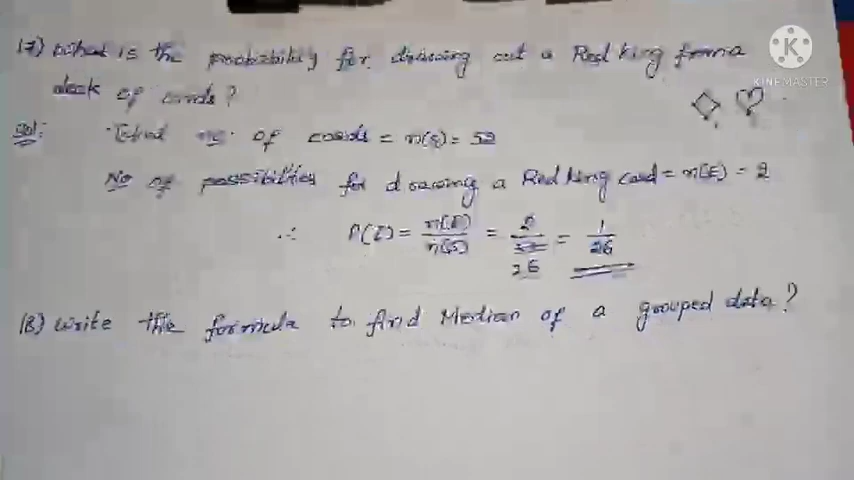 17) What is the probability for drawing out a Red king from a
deck of cards?
KINEMASTER
Sol: Total no. of cards = n(S) = 52
No of possibilities for drawing a Red king card = n(E) = 2
∴ P(E) = n(E)/n(S) = 2/52 = 1/26
26
18) Write the formula to find Median of a grouped data?